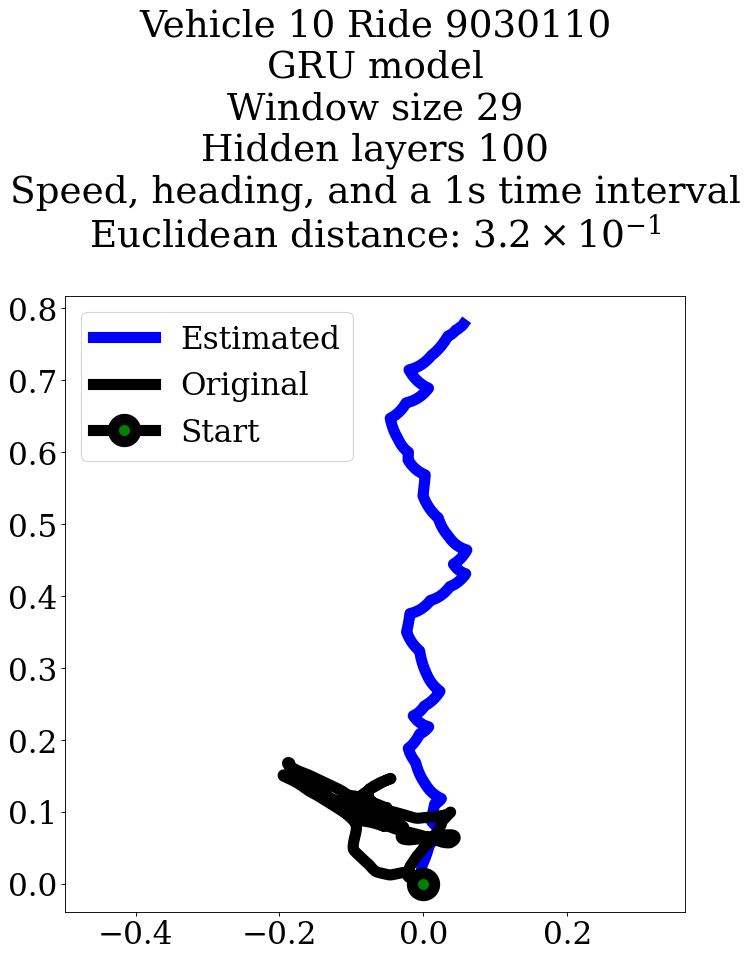 Vehicle 10 Ride 9030110
GRU model
Window size 29
Hidden layers 100
Speed, heading, and a 1s time interval
Euclidean distance: 3.2 × 10⁻¹
Estimated
Original
Start
0.8
0.7
0.6
0.5
0.4
0.3
0.2
0.1
0.0
−0.4 −0.2 0.0 0.2